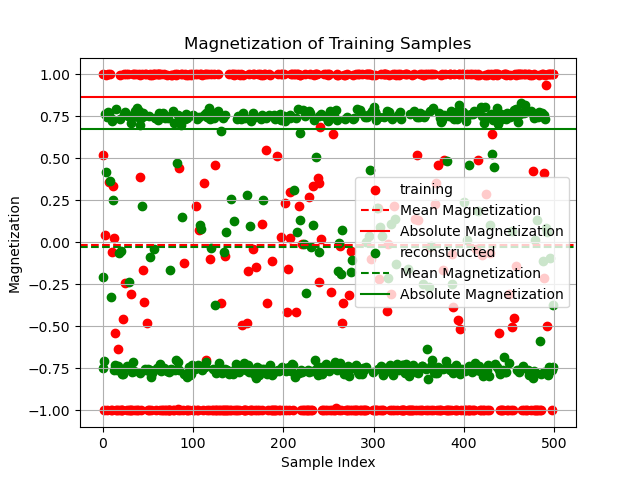 Magnetization of Training Samples
Magnetization
1.00
0.75
0.50
0.25
0.00
−0.25
−0.50
−0.75
−1.00
training
Mean Magnetization
Absolute Magnetization
reconstructed
Mean Magnetization
Absolute Magnetization
0 100 200 300 400 500
Sample Index